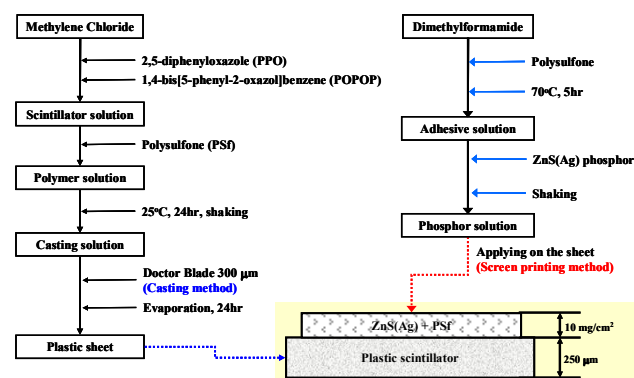 Methylene Chloride
2,5-diphenyloxazole (PPO)
1,4-bis[5-phenyl-2-oxazol]benzene (POPOP)
Scintillator solution
Polysulfone (PSf)
Polymer solution
25°C, 24hr, shaking
Casting solution
Doctor Blade 300 μm
(Casting method)
Evaporation, 24hr
Plastic sheet
Dimethylformamide
Polysulfone
70°C, 5hr
Adhesive solution
ZnS(Ag) phosphor
Shaking
Phosphor solution
Applying on the sheet
(Screen printing method)
ZnS(Ag) + PSf
10 mg/cm²
Plastic scintillator
250 μm